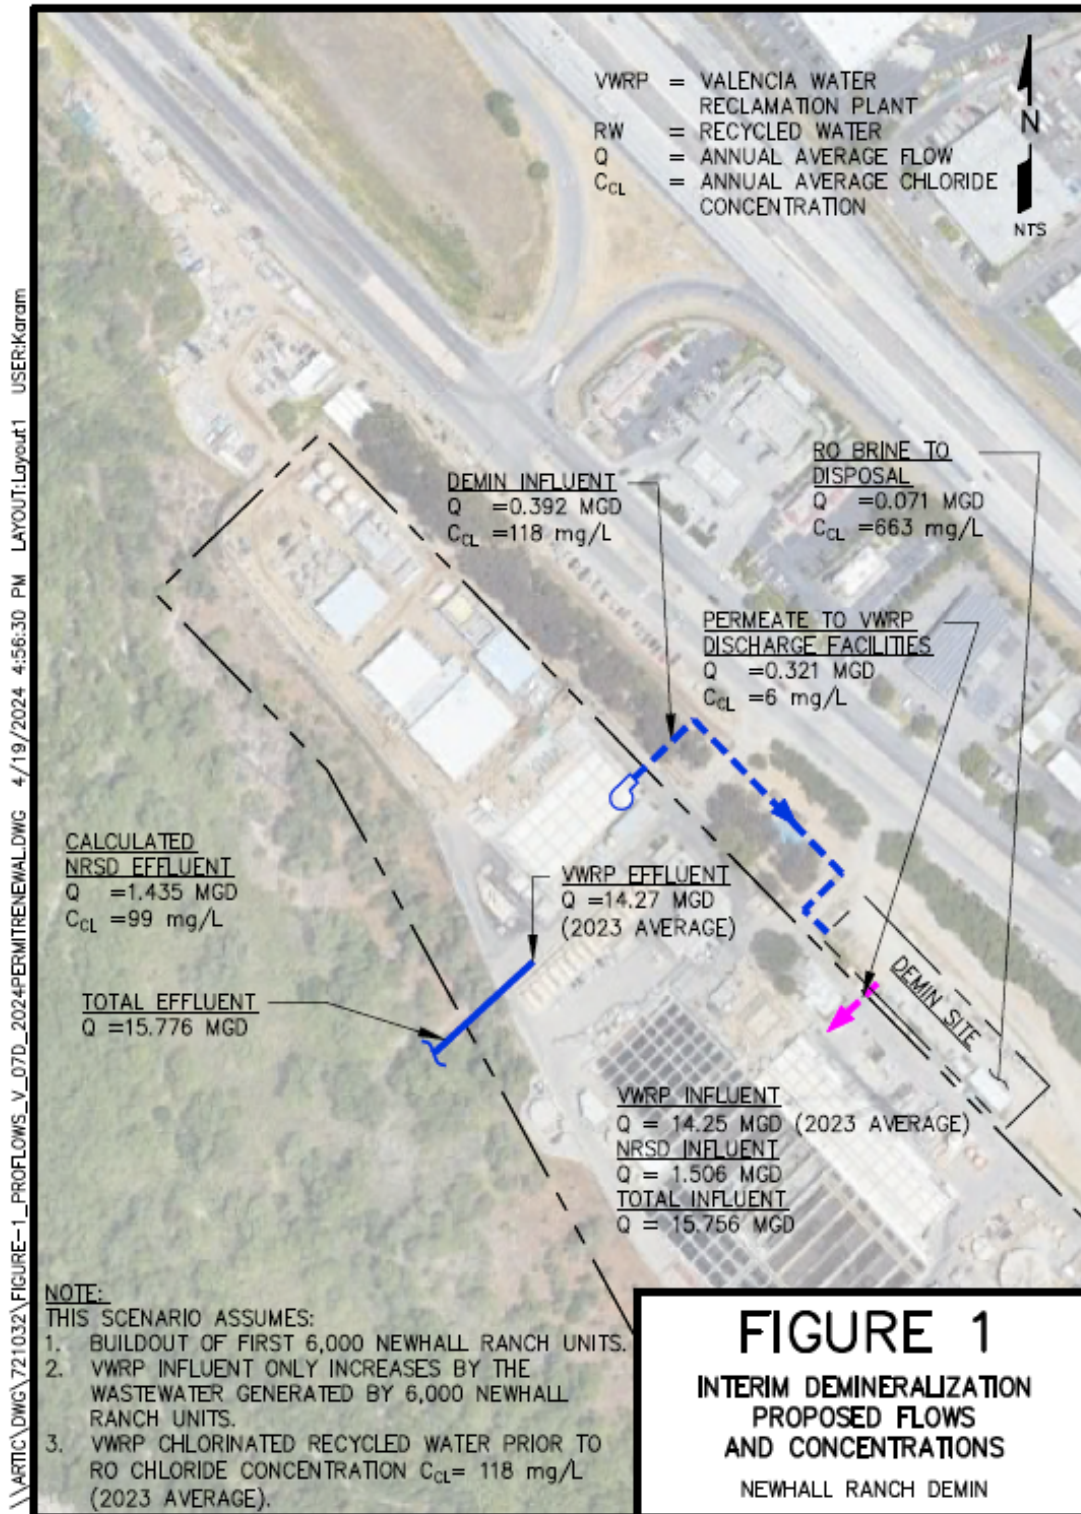 VWRP = VALENCIA WATER
RECLAMATION PLANT
RW = RECYCLED WATER
Q = ANNUAL AVERAGE FLOW
CCL = ANNUAL AVERAGE CHLORIDE
CONCENTRATION
N
NTS
\\ARTIC\DWG\721032\FIGURE-1_PROFLOWS_V_07D_2024PERMITRENEWAL.DWG 4/19/2024 4:56:30 PM LAYOUT:Layout1 USER:Karam
DEMIN INFLUENT
Q =0.392 MGD
CCL =118 mg/L
RO BRINE TO
DISPOSAL
Q =0.071 MGD
CCL =663 mg/L
PERMEATE TO VWRP
DISCHARGE FACILITIES
Q =0.321 MGD
CCL =6 mg/L
CALCULATED
NRSD EFFLUENT
Q =1.435 MGD
CCL =99 mg/L
VWRP EFFLUENT
Q =14.27 MGD
(2023 AVERAGE)
TOTAL EFFLUENT
Q =15.776 MGD
DEMIN SITE
VWRP INFLUENT
Q = 14.25 MGD (2023 AVERAGE)
NRSD INFLUENT
Q = 1.506 MGD
TOTAL INFLUENT
Q = 15.756 MGD
NOTE:
THIS SCENARIO ASSUMES:
1. BUILDOUT OF FIRST 6,000 NEWHALL RANCH UNITS.
2. VWRP INFLUENT ONLY INCREASES BY THE
WASTEWATER GENERATED BY 6,000 NEWHALL
RANCH UNITS.
3. VWRP CHLORINATED RECYCLED WATER PRIOR TO
RO CHLORIDE CONCENTRATION CCL= 118 mg/L
(2023 AVERAGE).
FIGURE 1
INTERIM DEMINERALIZATION
PROPOSED FLOWS
AND CONCENTRATIONS
NEWHALL RANCH DEMIN